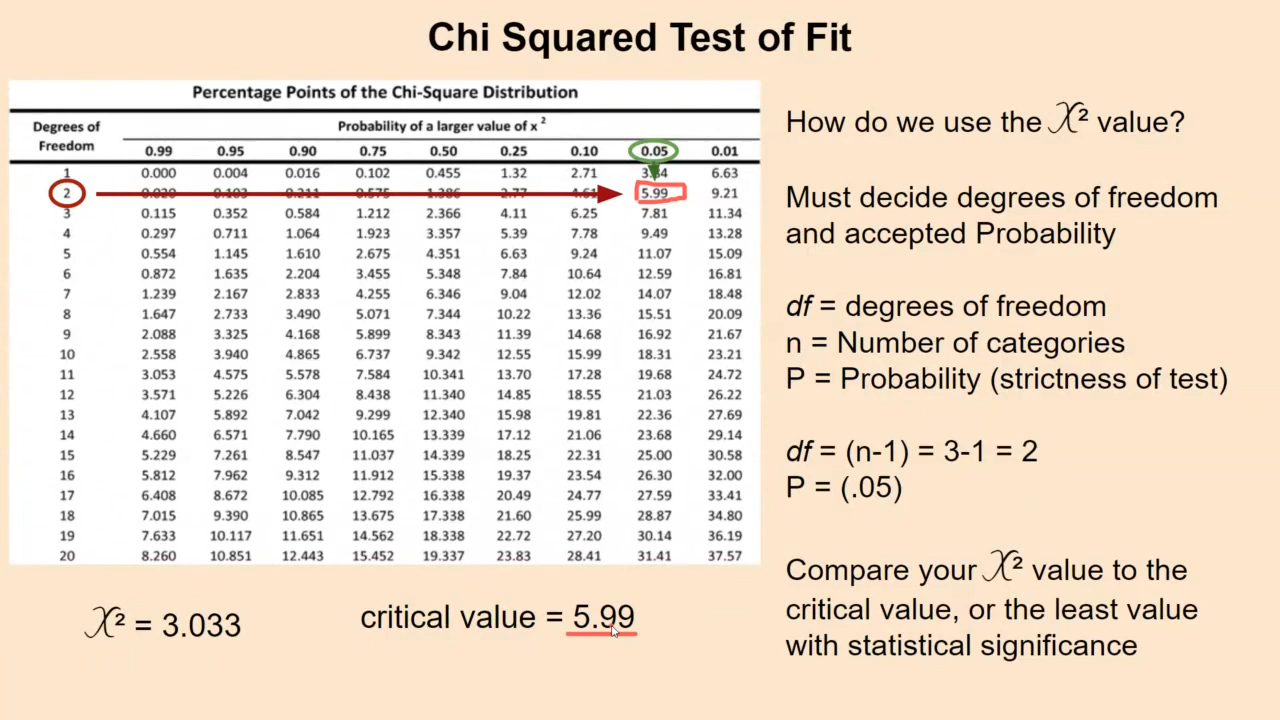 Chi Squared Test of Fit
Percentage Points of the Chi-Square Distribution
Degrees of Freedom
Probability of a larger value of x ²
0.99 0.95 0.90 0.75 0.50 0.25 0.10 0.05 0.01
1 0.000 0.004 0.016 0.102 0.455 1.32 2.71 3.84 6.63
2 0.020 0.103 0.211 0.575 1.386 2.77 4.61 5.99 9.21
3 0.115 0.352 0.584 1.212 2.366 4.11 6.25 7.81 11.34
4 0.297 0.711 1.064 1.923 3.357 5.39 7.78 9.49 13.28
5 0.554 1.145 1.610 2.675 4.351 6.63 9.24 11.07 15.09
6 0.872 1.635 2.204 3.455 5.348 7.84 10.64 12.59 16.81
7 1.239 2.167 2.833 4.255 6.346 9.04 12.02 14.07 18.48
8 1.647 2.733 3.490 5.071 7.344 10.22 13.36 15.51 20.09
9 2.088 3.325 4.168 5.899 8.343 11.39 14.68 16.92 21.67
10 2.558 3.940 4.865 6.737 9.342 12.55 15.99 18.31 23.21
11 3.053 4.575 5.578 7.584 10.341 13.70 17.28 19.68 24.72
12 3.571 5.226 6.304 8.438 11.340 14.85 18.55 21.03 26.22
13 4.107 5.892 7.042 9.299 12.340 15.98 19.81 22.36 27.69
14 4.660 6.571 7.790 10.165 13.339 17.12 21.06 23.68 29.14
15 5.229 7.261 8.547 11.037 14.339 18.25 22.31 25.00 30.58
16 5.812 7.962 9.312 11.912 15.338 19.37 23.54 26.30 32.00
17 6.408 8.672 10.085 12.792 16.338 20.49 24.77 27.59 33.41
18 7.015 9.390 10.865 13.675 17.338 21.60 25.99 28.87 34.80
19 7.633 10.117 11.651 14.562 18.338 22.72 27.20 30.14 36.19
20 8.260 10.851 12.443 15.452 19.337 23.83 28.41 31.41 37.57
X² = 3.033
critical value = 5.99
How do we use the X² value?
Must decide degrees of freedom
and accepted Probability
df = degrees of freedom
n = Number of categories
P = Probability (strictness of test)
df = (n-1) = 3-1 = 2
P = (.05)
Compare your X² value to the
critical value, or the least value
with statistical significance